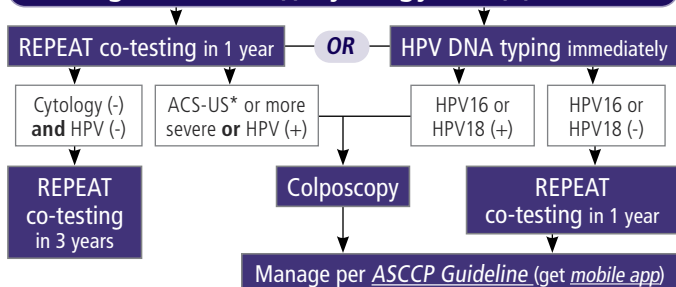 REPEAT co-testing in 1 year
OR
HPV DNA typing immediately
Cytology (-)
and HPV (-)
ACS-US* or more
severe or HPV (+)
HPV16 or
HPV18 (+)
HPV16 or
HPV18 (-)
REPEAT
co-testing
in 3 years
Colposcopy
REPEAT
co-testing in 1 year
Manage per ASCCP Guideline (get mobile app)